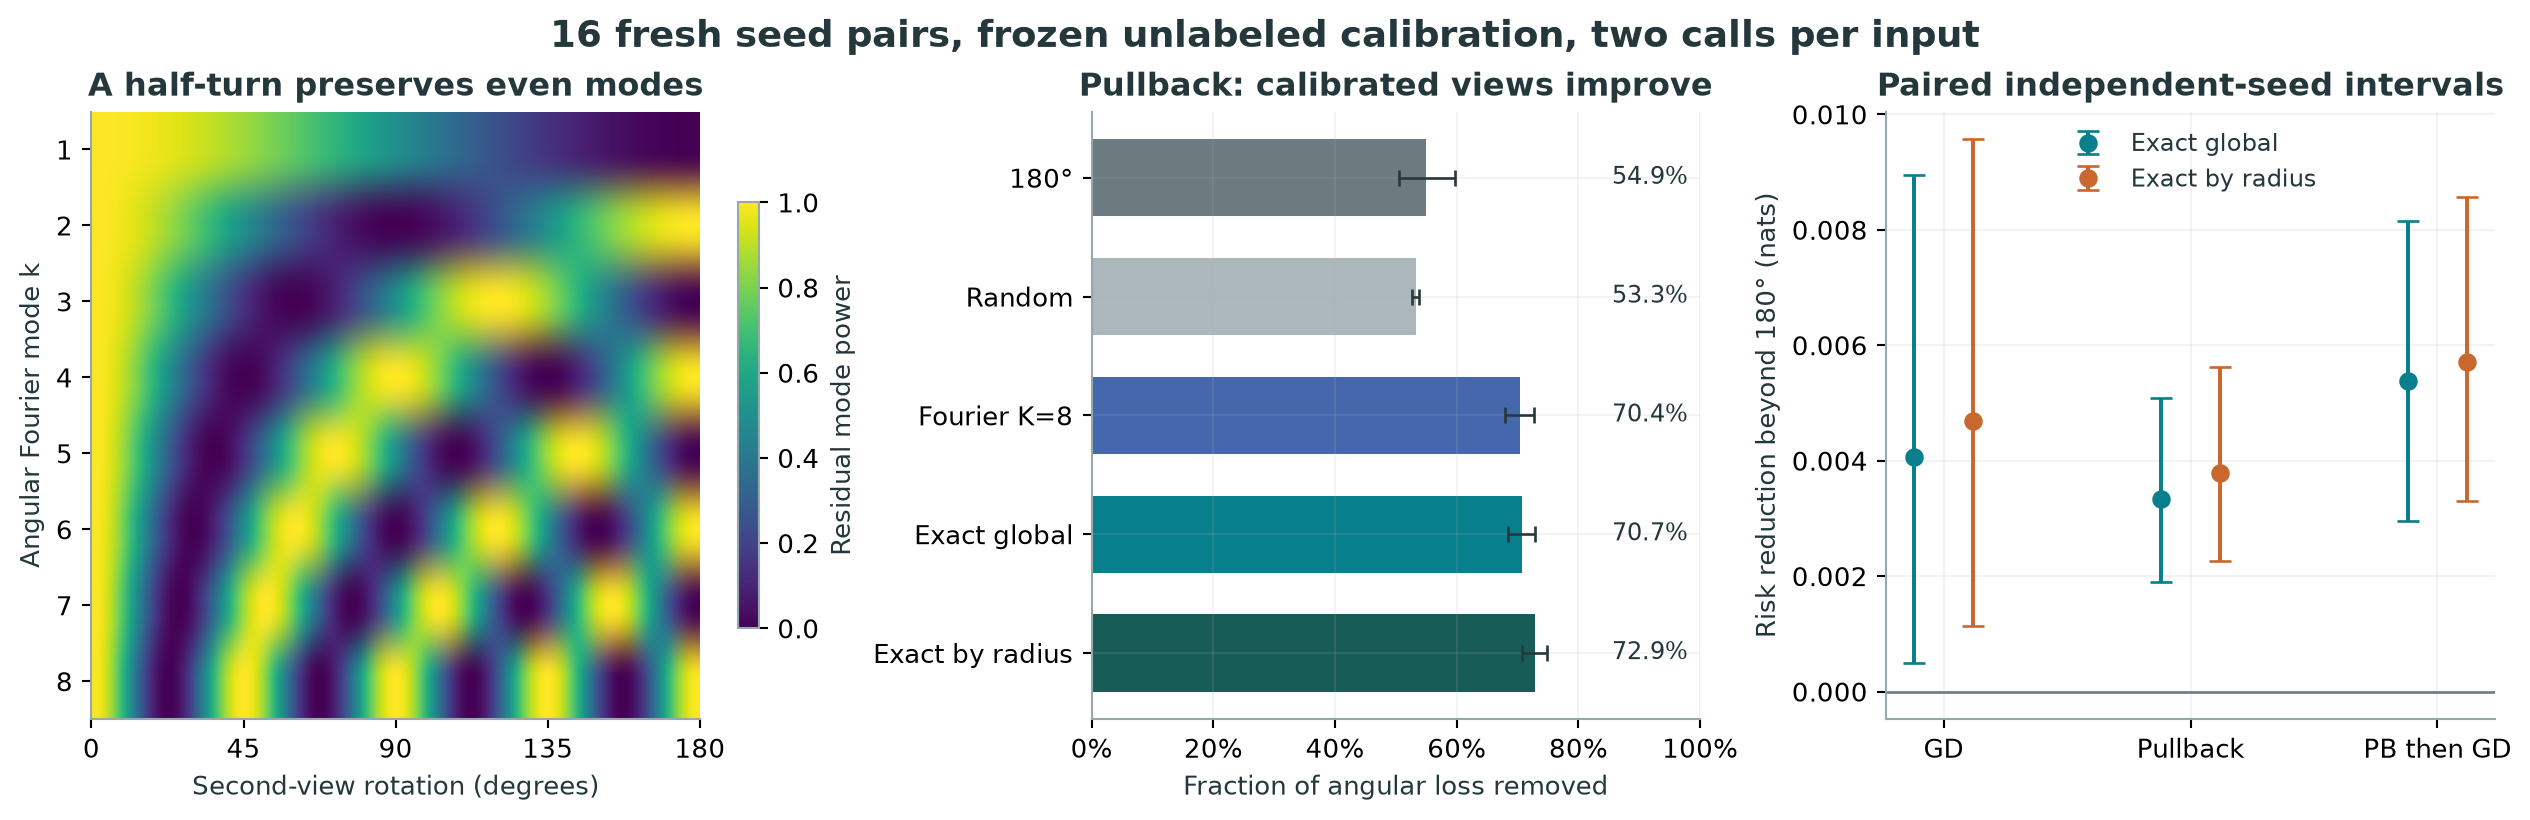 16 fresh seed pairs, frozen unlabeled calibration, two calls per input
A half-turn preserves even modes
Angular Fourier mode k
1
2
3
4
5
6
7
8
0 45 90 135 180
Second-view rotation (degrees)
1.0
0.8
0.6
0.4
0.2
0.0
Residual mode power
Pullback: calibrated views improve
180° 54.9%
Random 53.3%
Fourier K=8 70.4%
Exact global 70.7%
Exact by radius 72.9%
0% 20% 40% 60% 80% 100%
Fraction of angular loss removed
Paired independent-seed intervals
Risk reduction beyond 180° (nats)
0.010
0.008
0.006
0.004
0.002
0.000
Exact global
Exact by radius
GD Pullback PB then GD